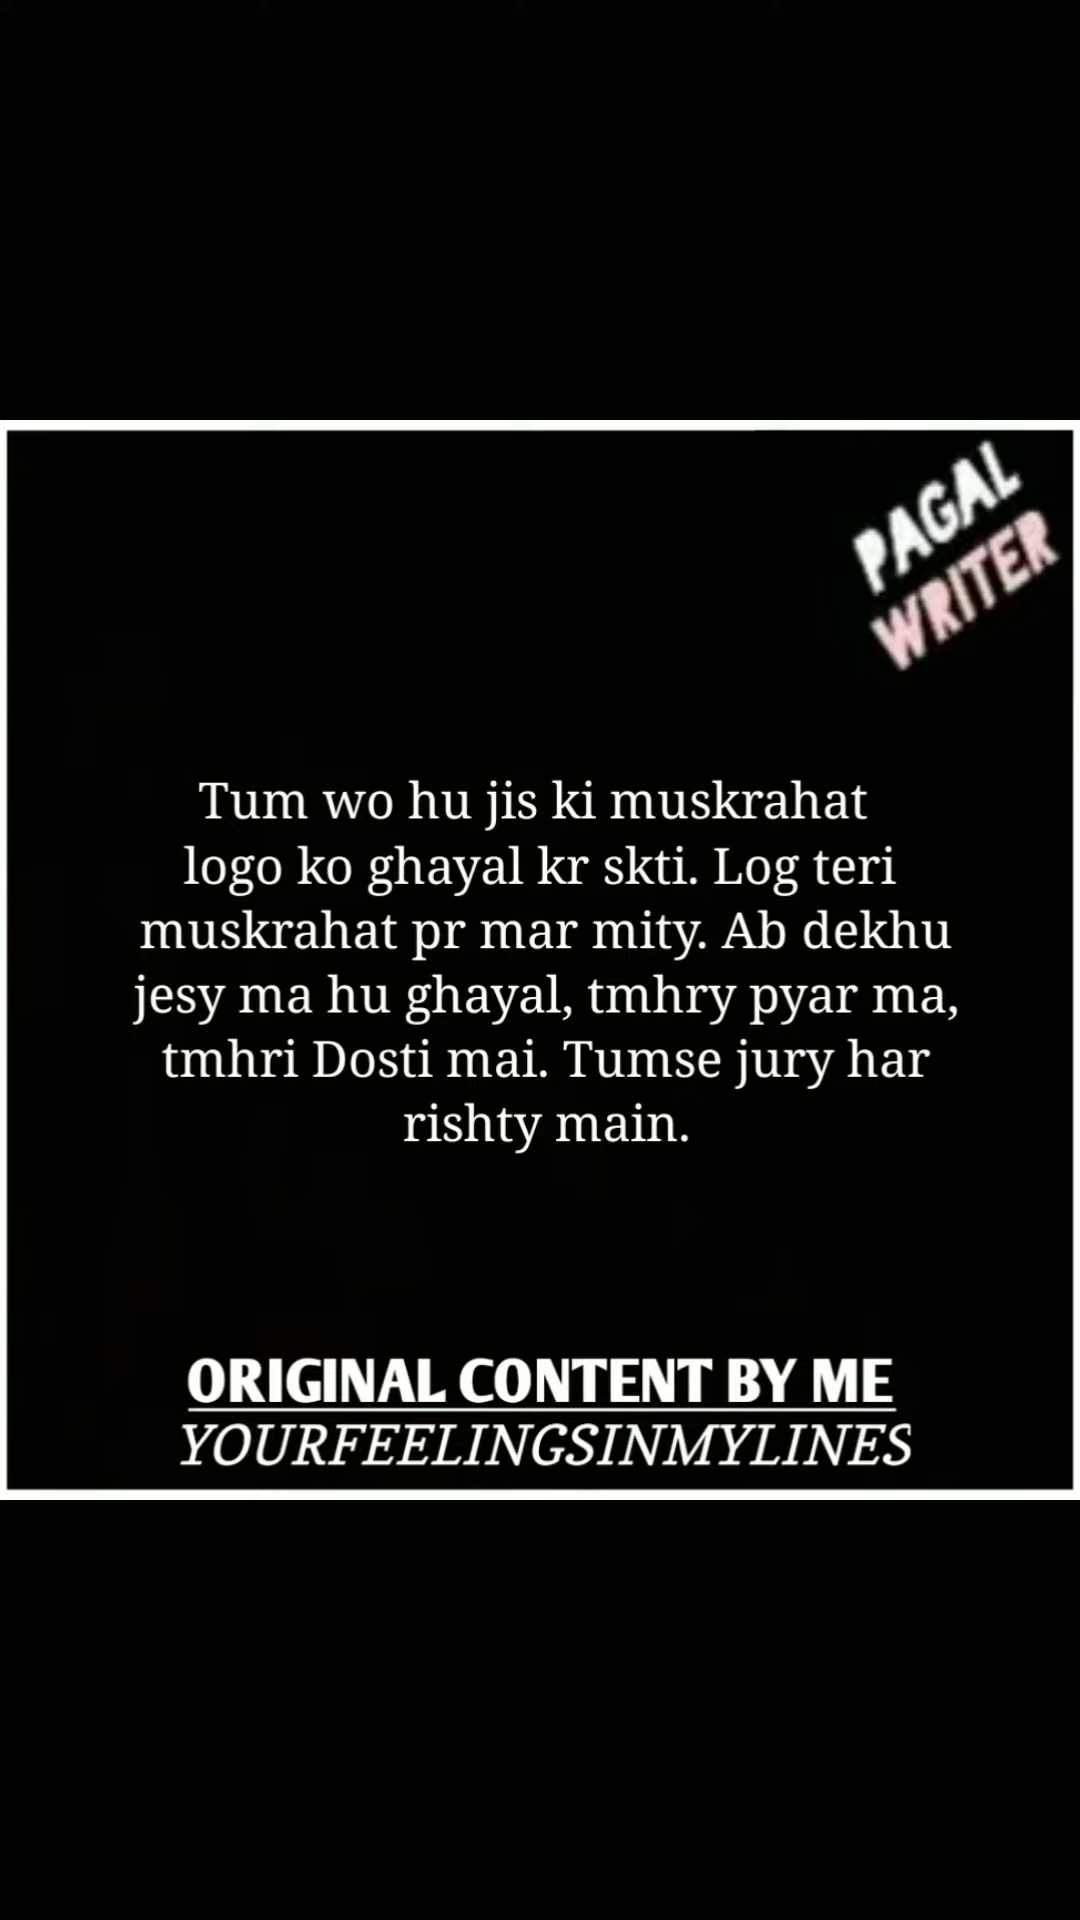 PAGAL
WRITER
Tum wo hu jis ki muskrahat
logo ko ghayal kr skti. Log teri
muskrahat pr mar mity. Ab dekhu
jesy ma hu ghayal, tmhry pyar ma,
tmhri Dosti mai. Tumse jury har
rishty main.
ORIGINAL CONTENT BY ME
YOURFEELINGSINMYLINES